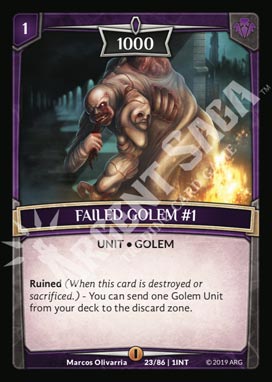 1
1000
FAILED GOLEM #1
UNIT • GOLEM
Ruined (When this card is destroyed or
sacrificed.) - You can send one Golem Unit
from your deck to the discard zone.
Marcos Olivarria 23/86 | 1INT © 2019 ARG
ARGENT SAGA